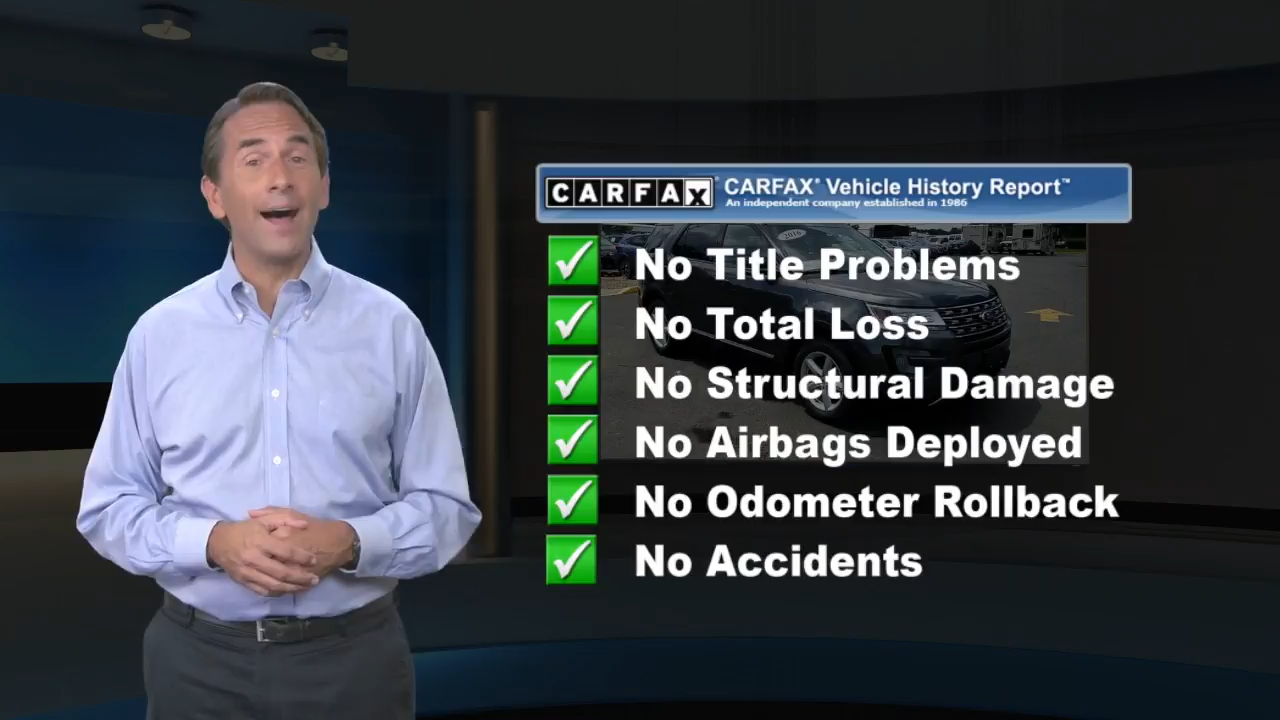 CARFAX CARFAX® Vehicle History Report™
An independent company established in 1986
2016
No Title Problems
No Total Loss
No Structural Damage
No Airbags Deployed
No Odometer Rollback
No Accidents